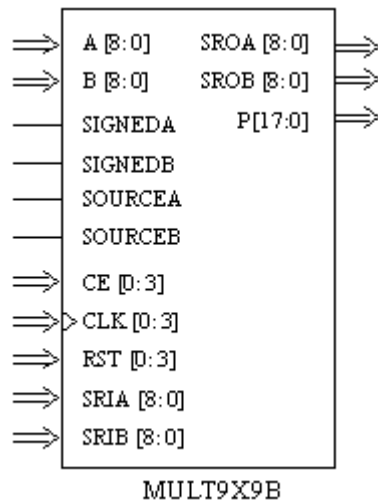 A [8:0] SROA [8:0]
B [8:0] SROB [8:0]
SIGNEDA P[17:0]
SIGNEDB
SOURCEA
SOURCEB
CE [0:3]
CLK [0:3]
RST [0:3]
SRIA [8:0]
SRIB [8:0]
MULT9X9B